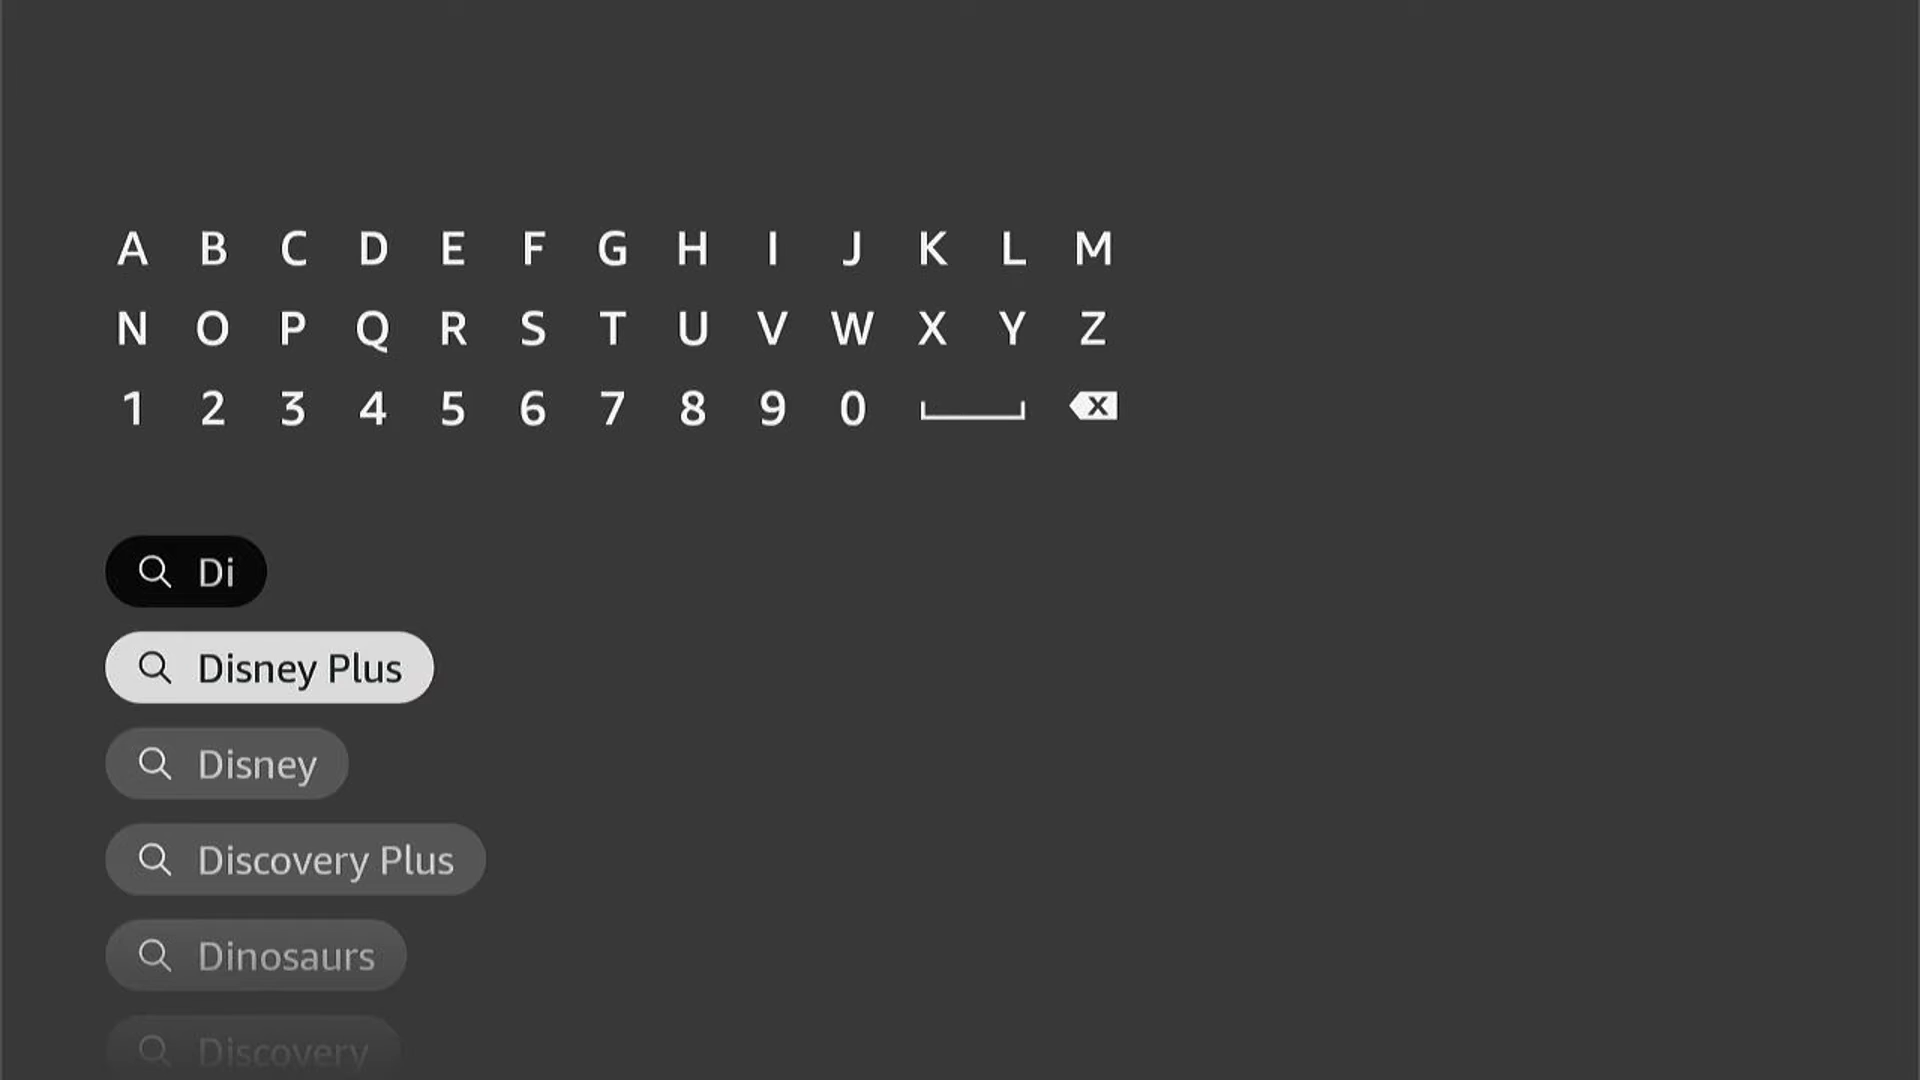 A B C D E F G H I J K L M
N O P Q R S T U V W X Y Z
1 2 3 4 5 6 7 8 9 0
Di
Disney Plus
Disney
Discovery Plus
Dinosaurs
Discovery